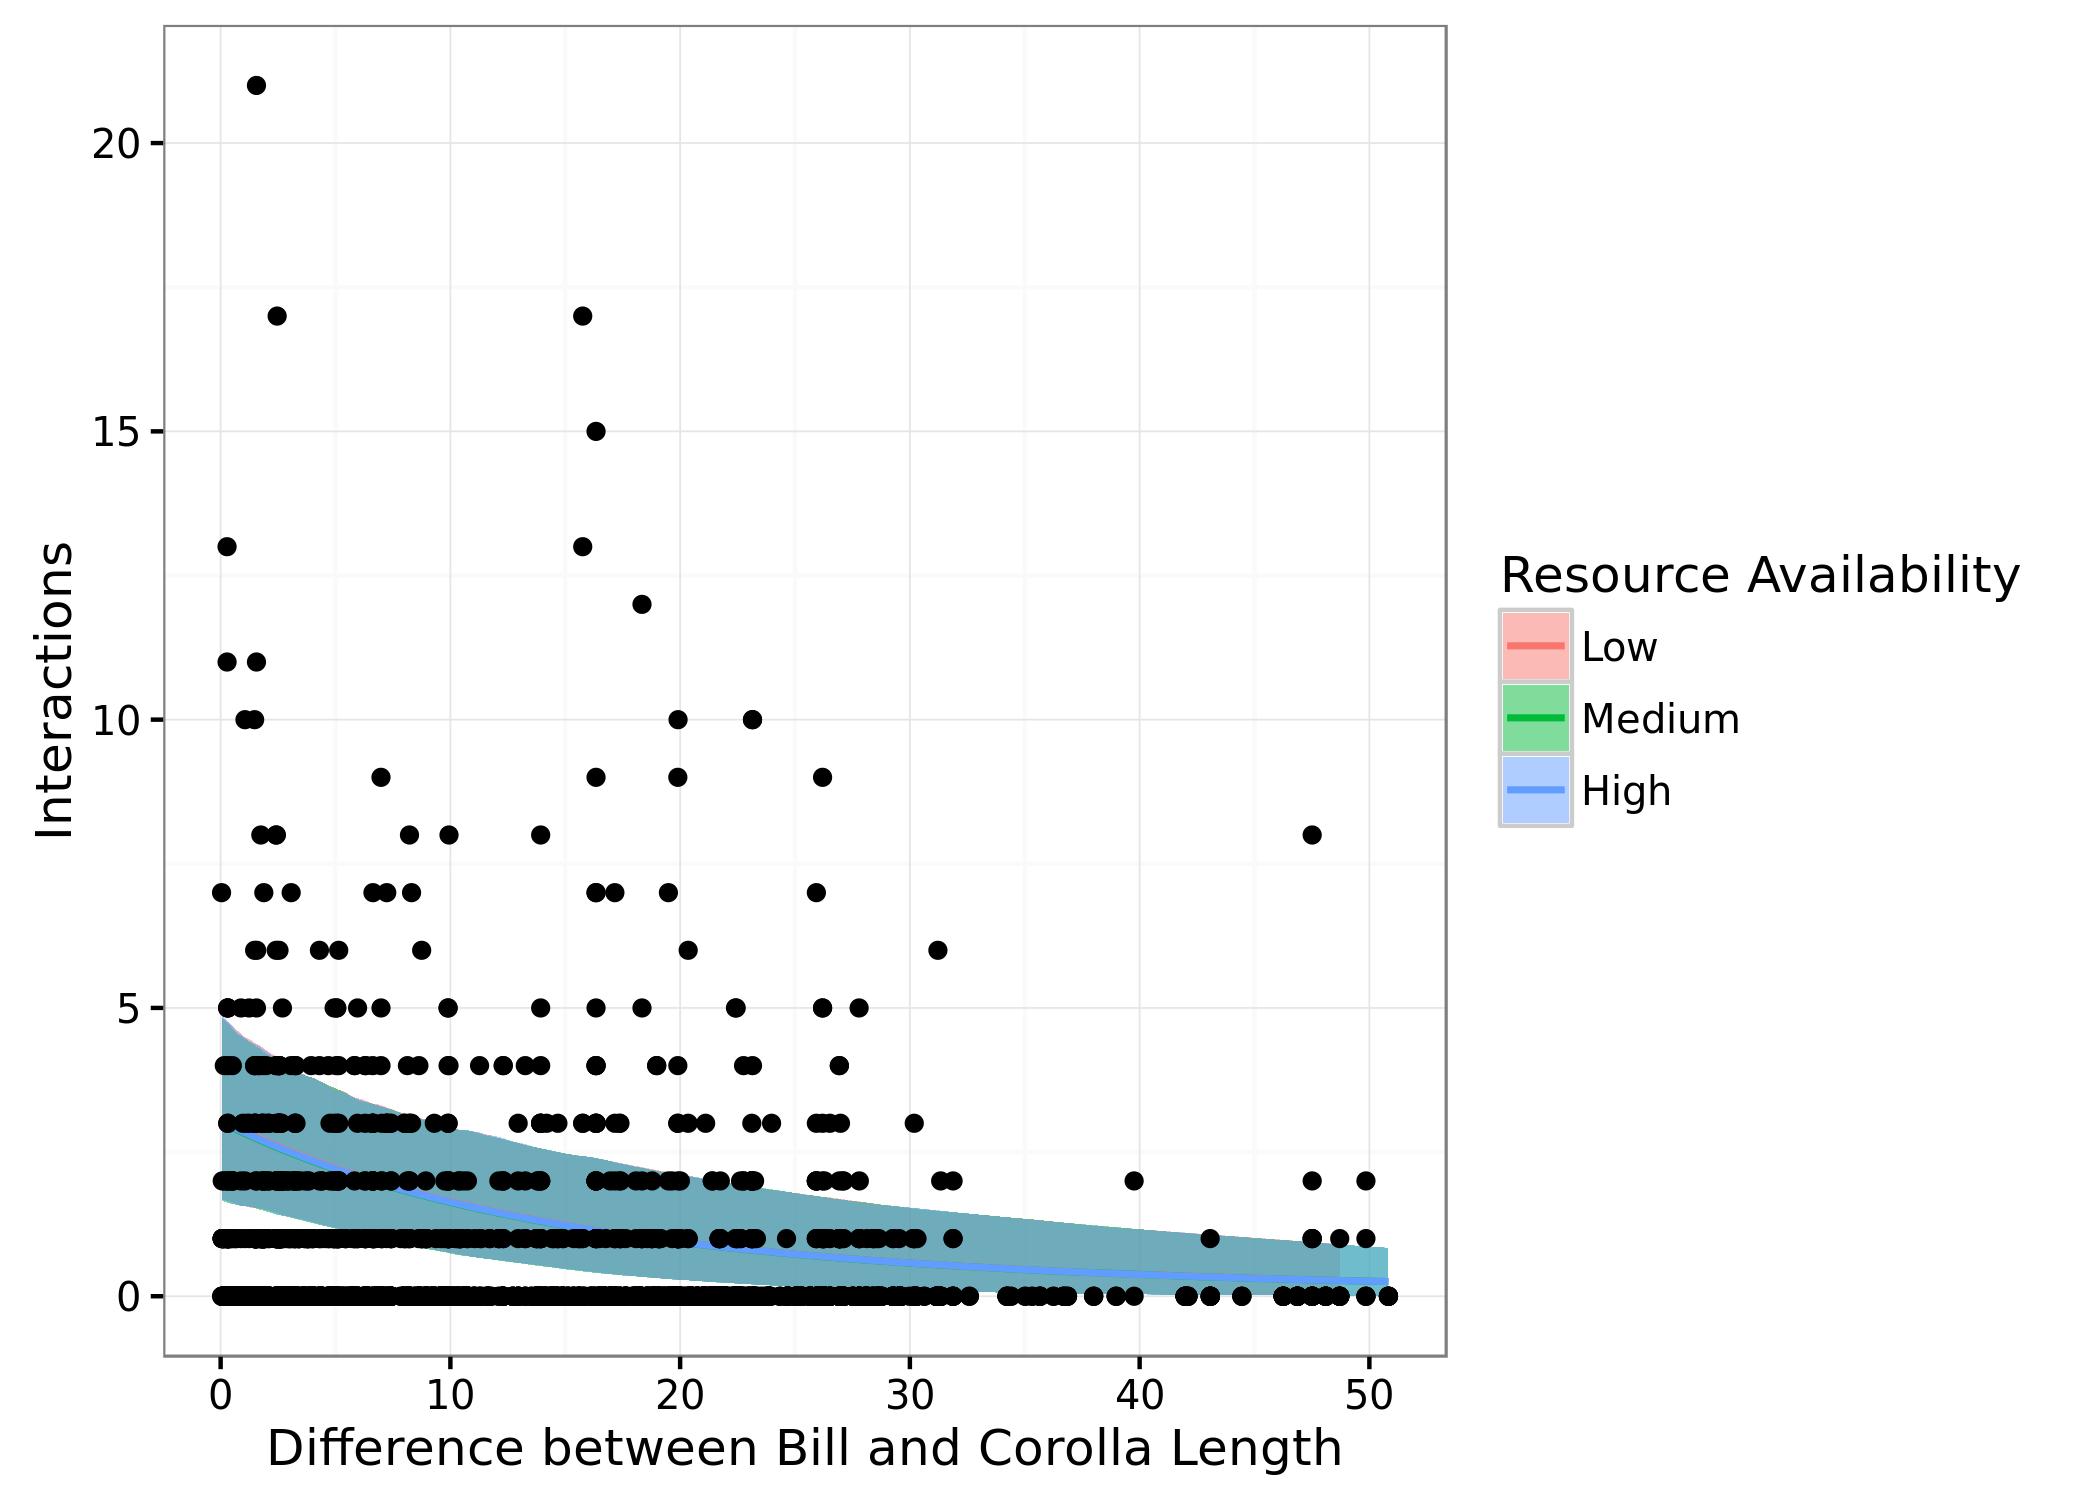 20
15
10
5
0
Interactions
0 10 20 30 40 50
Difference between Bill and Corolla Length
Resource Availability
Low
Medium
High